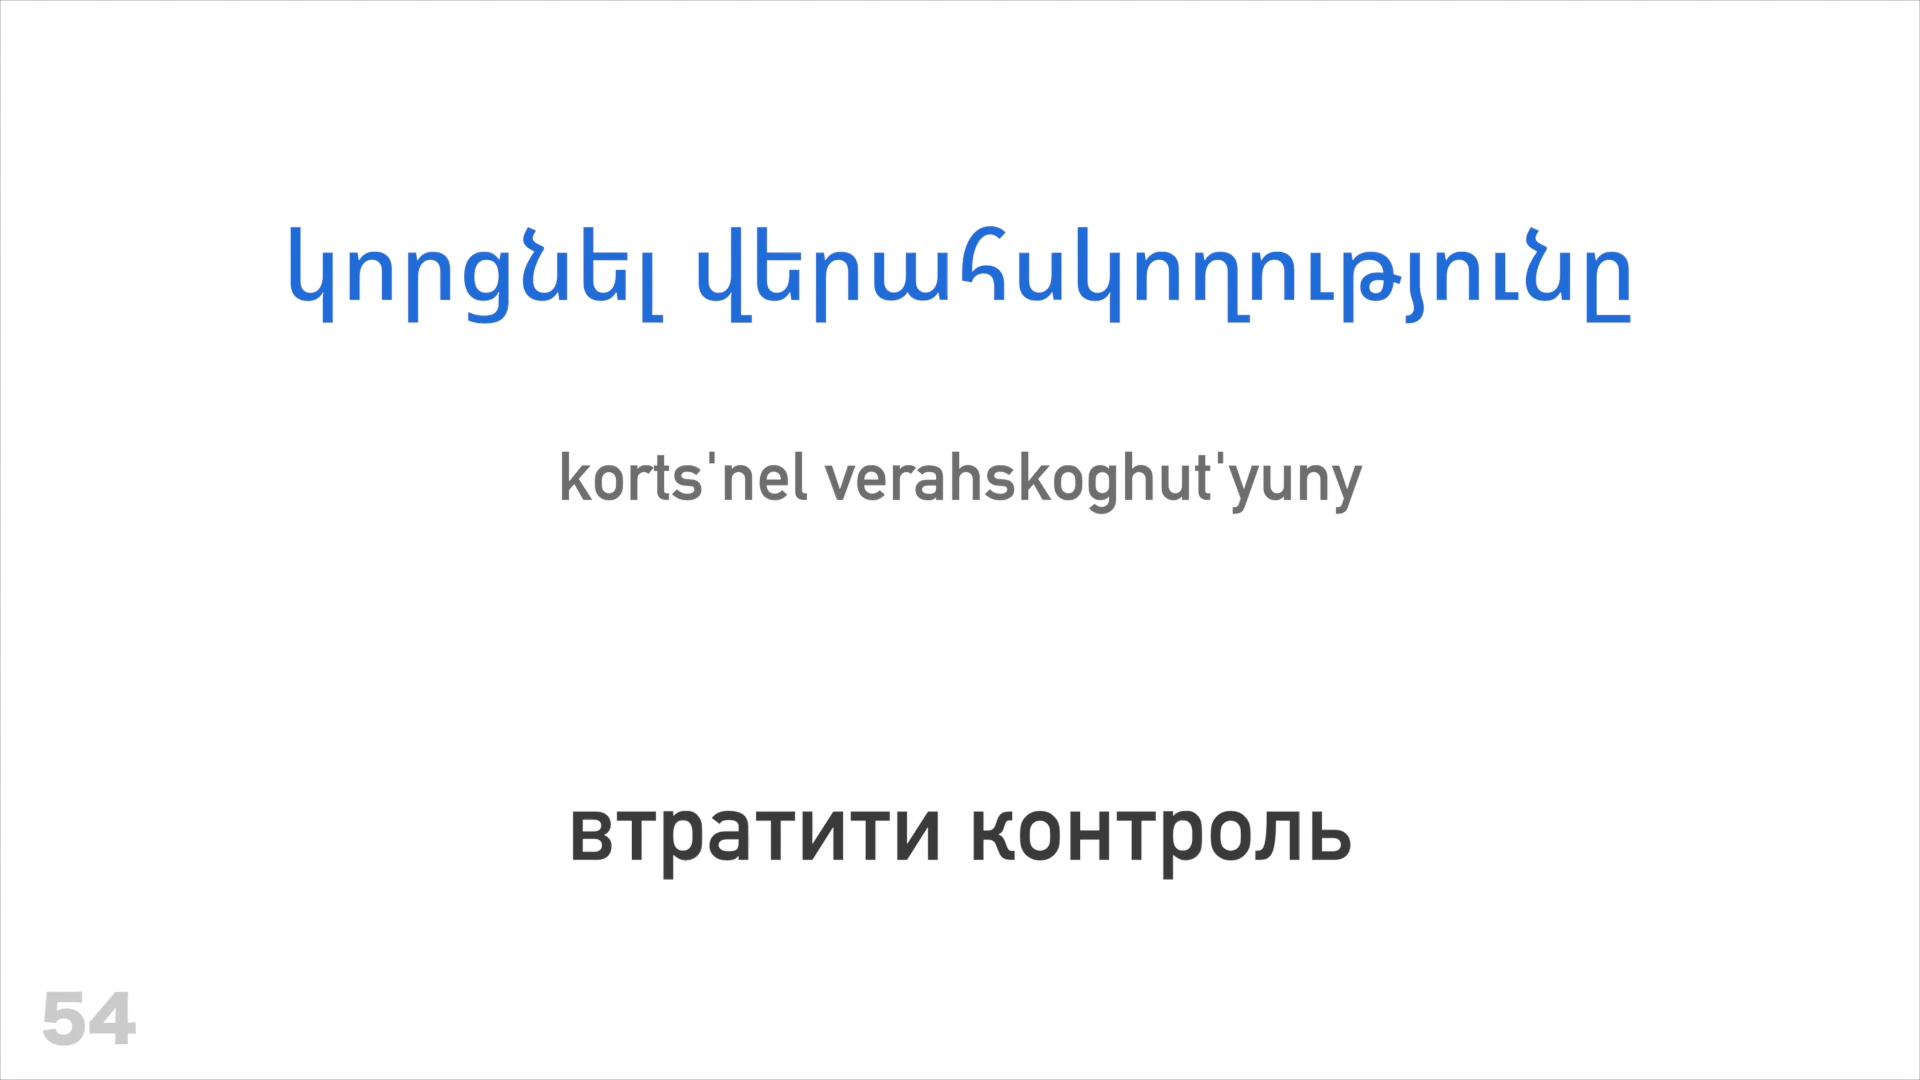 կորցնել վերահսկողությունը
korts'nel verahskoghut'yuny
втратити контроль
54